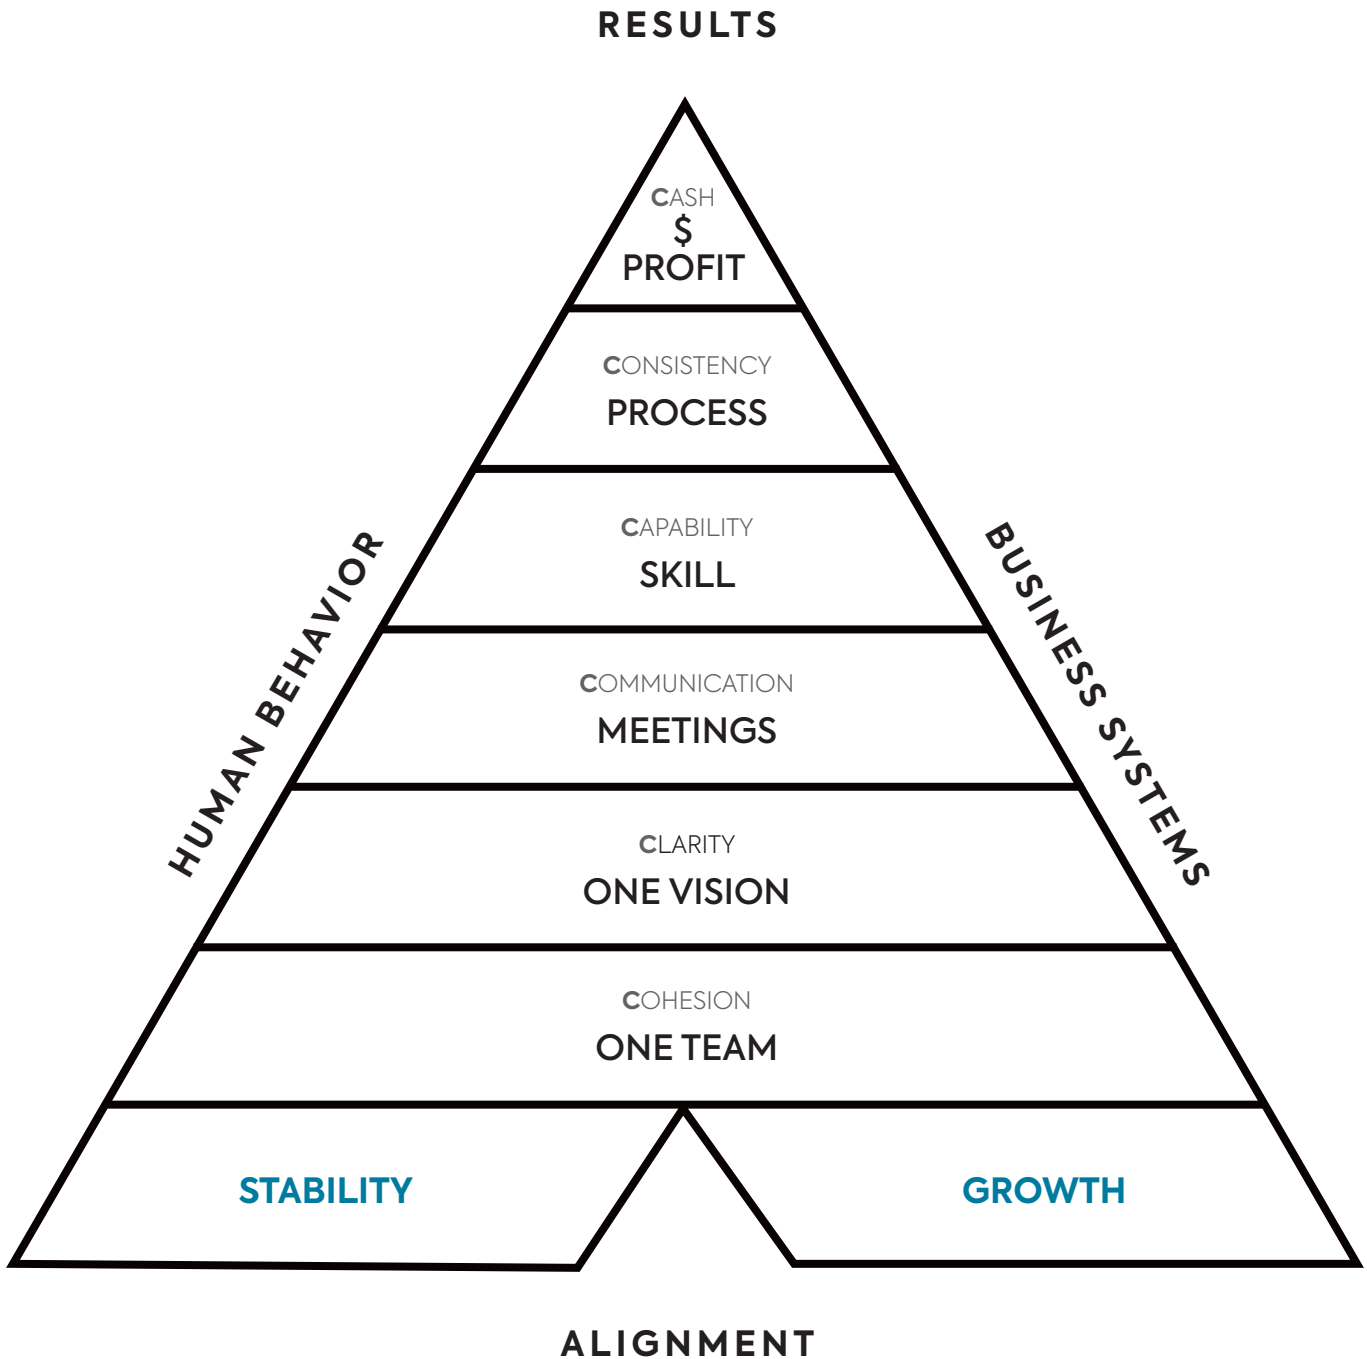 RESULTS
CASH
$
PROFIT
CONSISTENCY
PROCESS
CAPABILITY
SKILL
COMMUNICATION
MEETINGS
HUMAN BEHAVIOR
BUSINESS SYSTEMS
CLARITY
ONE VISION
COHESION
ONE TEAM
STABILITY
GROWTH
ALIGNMENT